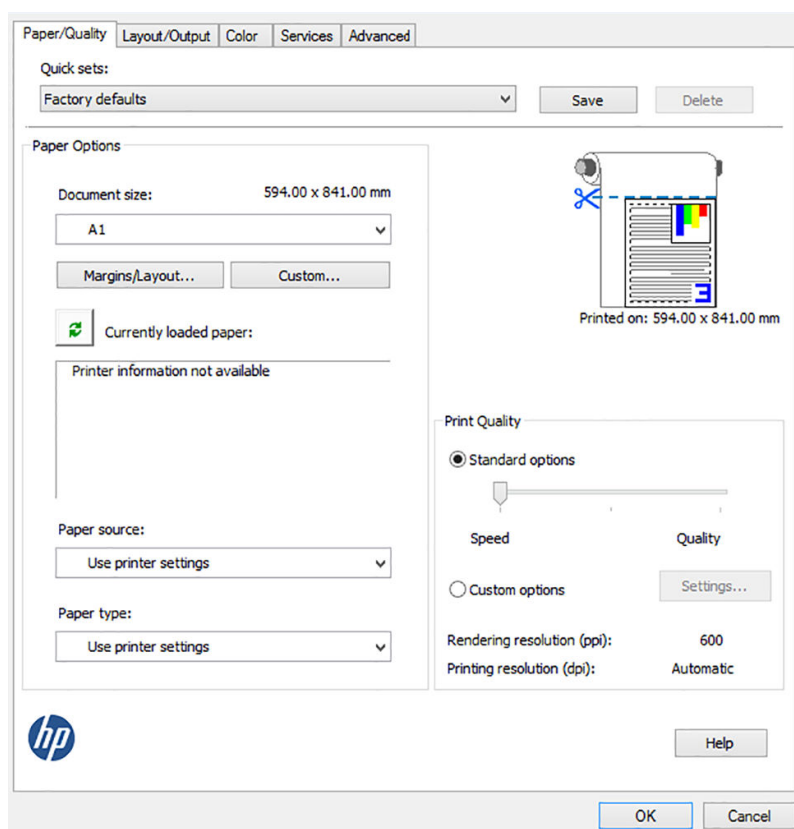 Paper/Quality Layout/Output Color Services Advanced
Quick sets:
Factory defaults Save Delete
Paper Options
Document size: 594.00 x 841.00 mm
A1
Margins/Layout... Custom...
Currently loaded paper:
Printer information not available
3
Printed on: 594.00 x 841.00 mm
Print Quality
Standard options
Speed Quality
Custom options Settings...
Rendering resolution (ppi): 600
Printing resolution (dpi): Automatic
Paper source:
Use printer settings
Paper type:
Use printer settings
hp
Help
OK Cancel